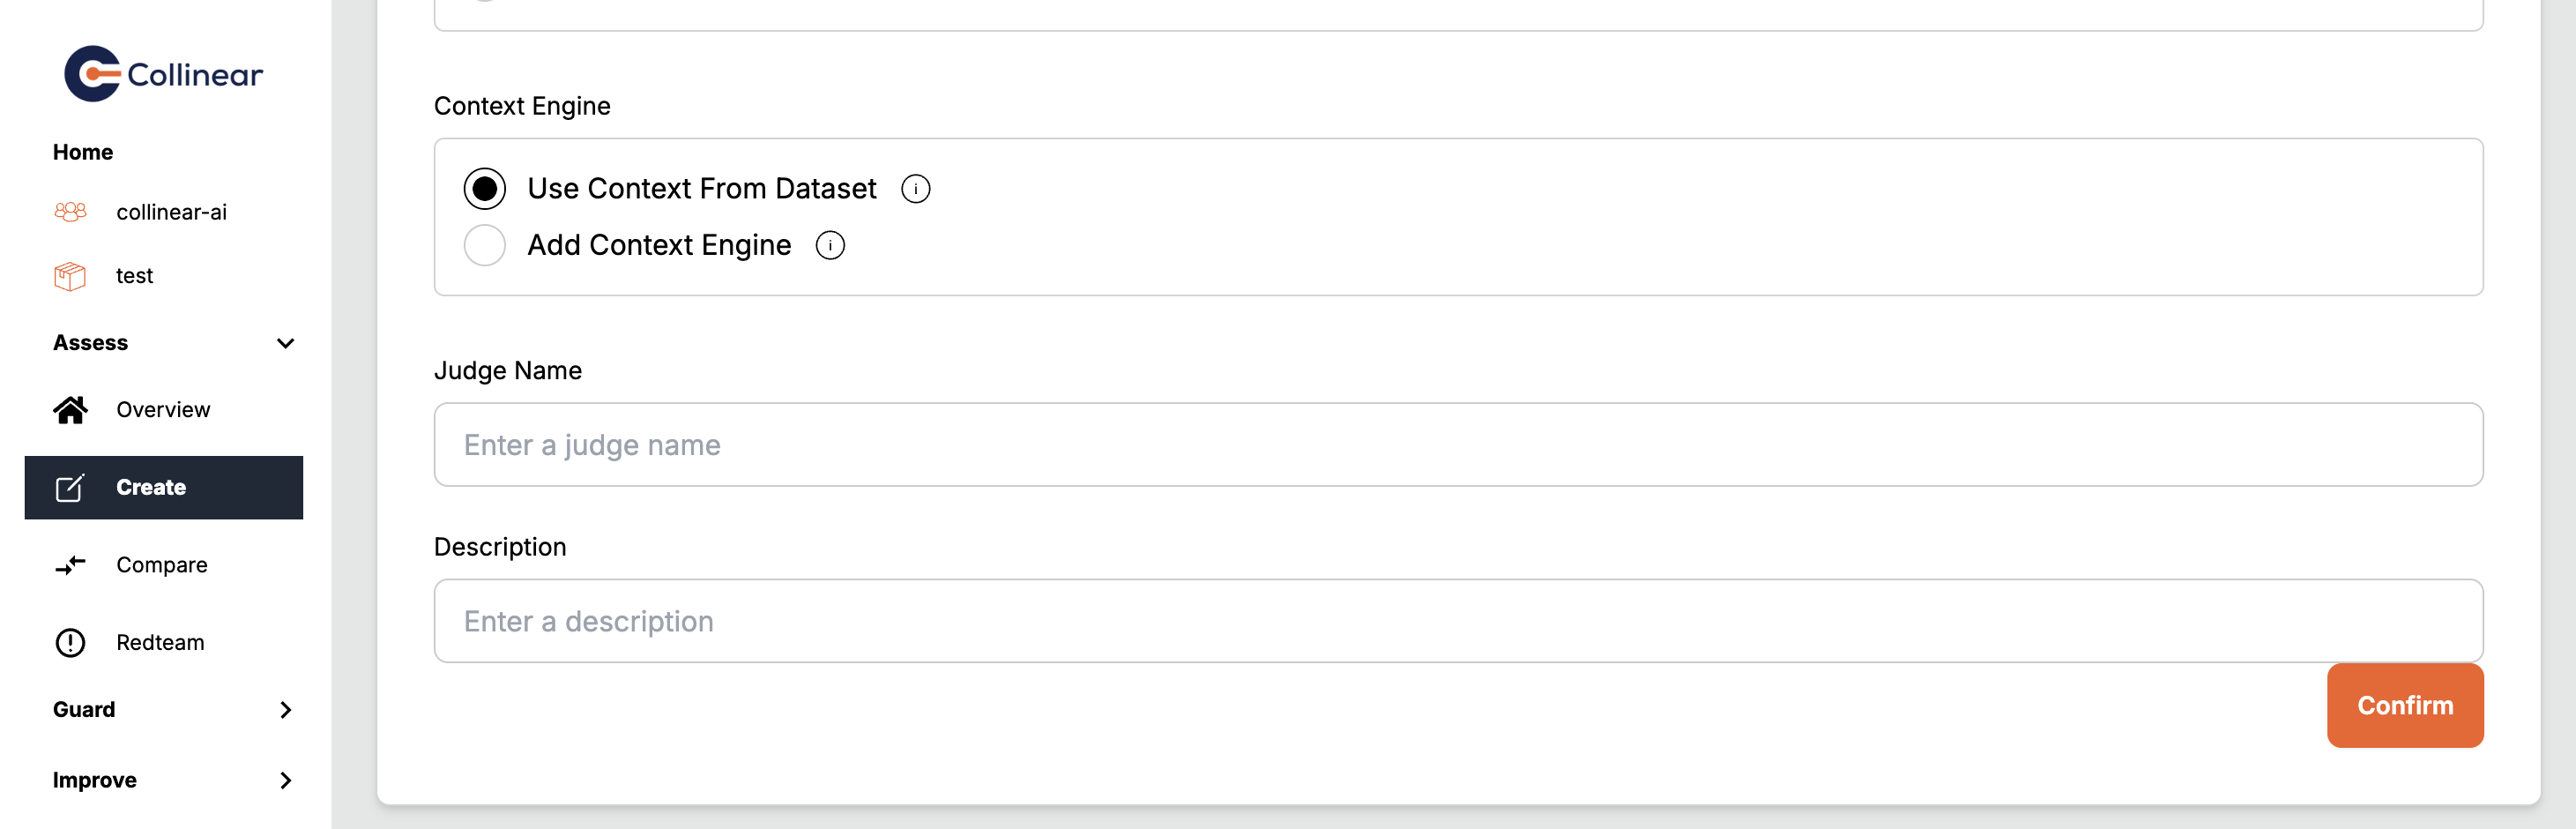 Collinear
Home
collinear-ai
test
Assess
Overview
Create
Compare
Redteam
Guard
Improve
Context Engine
Use Context From Dataset
Add Context Engine
Judge Name
Enter a judge name
Description
Enter a description
Confirm